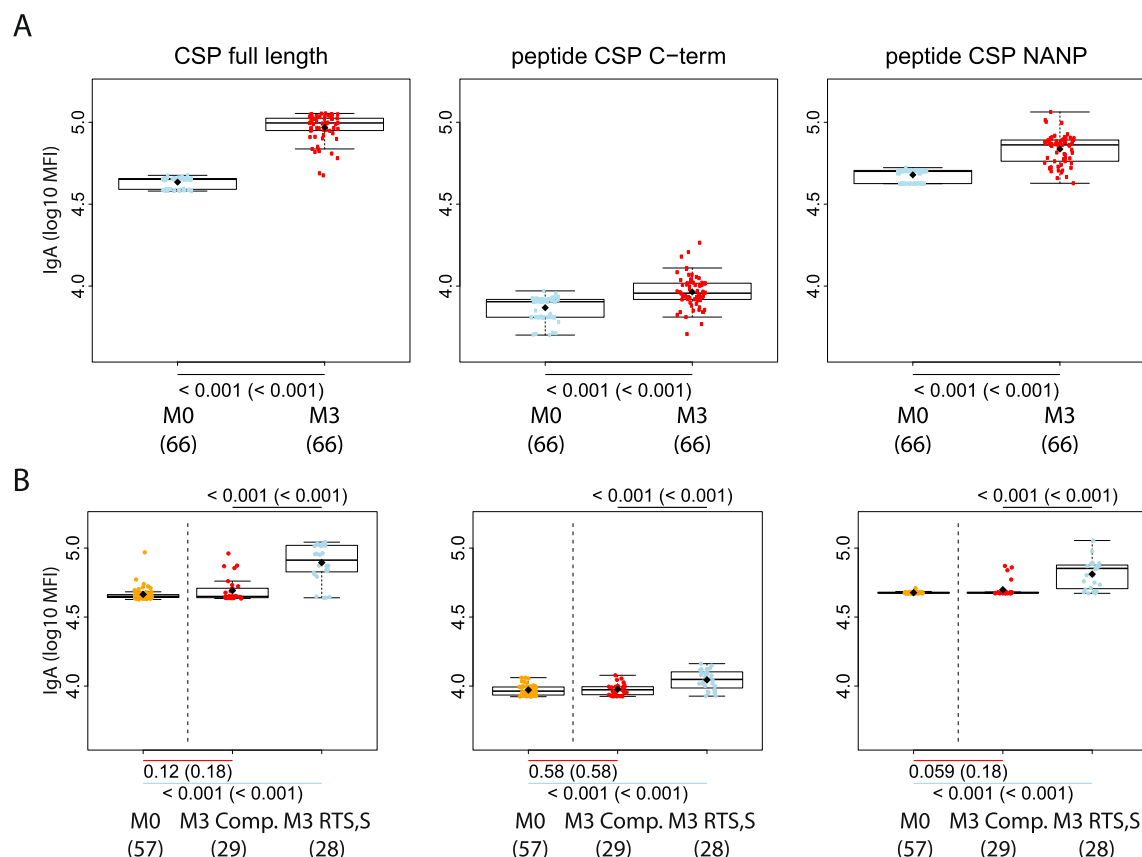 A
CSP full length
peptide CSP C−term
peptide CSP NANP
IgA (log10 MFI)
5.0
4.5
4.0
5.0
4.5
4.0
5.0
4.5
4.0
< 0.001 (< 0.001)
< 0.001 (< 0.001)
< 0.001 (< 0.001)
M0 M3
(66) (66)
M0 M3
(66) (66)
M0 M3
(66) (66)
B
< 0.001 (< 0.001)
< 0.001 (< 0.001)
< 0.001 (< 0.001)
IgA (log10 MFI)
5.0
4.5
4.0
5.0
4.5
4.0
5.0
4.5
4.0
0.12 (0.18)
< 0.001 (< 0.001)
0.58 (0.58)
< 0.001 (< 0.001)
0.059 (0.18)
< 0.001 (< 0.001)
M0 M3 Comp. M3 RTS,S
(57) (29) (28)
M0 M3 Comp. M3 RTS,S
(57) (29) (28)
M0 M3 Comp. M3 RTS,S
(57) (29) (28)